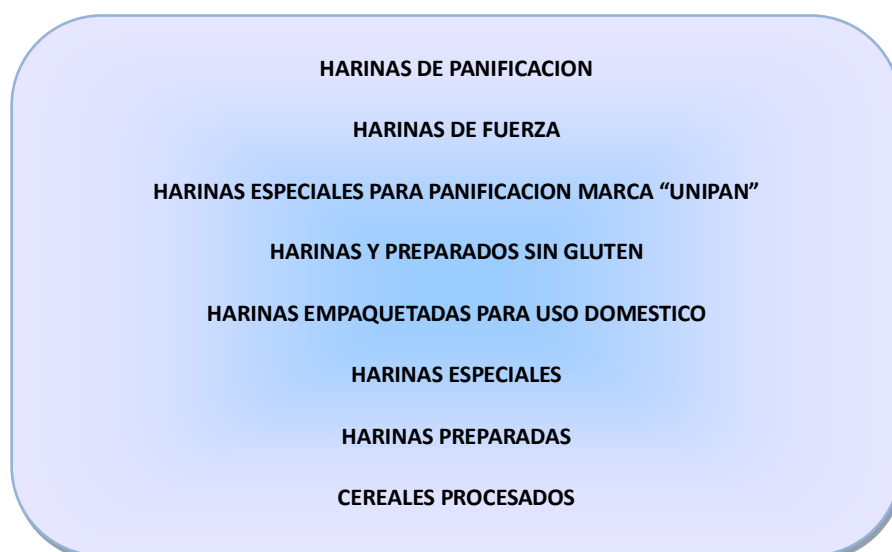 HARINAS DE PANIFICACION
HARINAS DE FUERZA
HARINAS ESPECIALES PARA PANIFICACION MARCA “UNIPAN”
HARINAS Y PREPARADOS SIN GLUTEN
HARINAS EMPAQUETADAS PARA USO DOMESTICO
HARINAS ESPECIALES
HARINAS PREPARADAS
CEREALES PROCESADOS